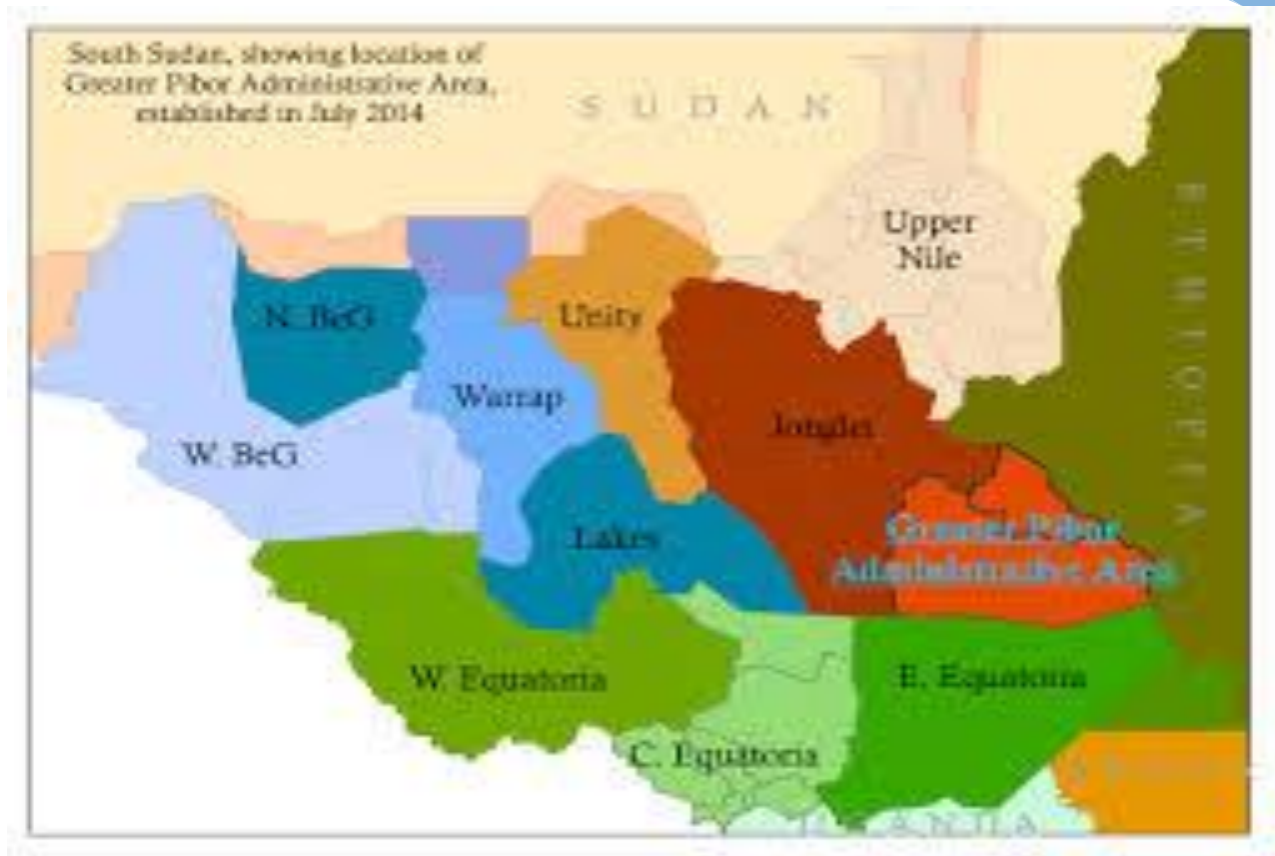 South Sudan, showing location of
Greater Pibor Administrative Area,
established in July 2014
SUDAN
Upper
Nile
ETHIOPIA
N. BeG
Unity
Warrap
Jonglei
W. BeG
Greater Pibor
Administrative Area
Lakes
W. Equatoria
E. Equatoria
C. Equatoria